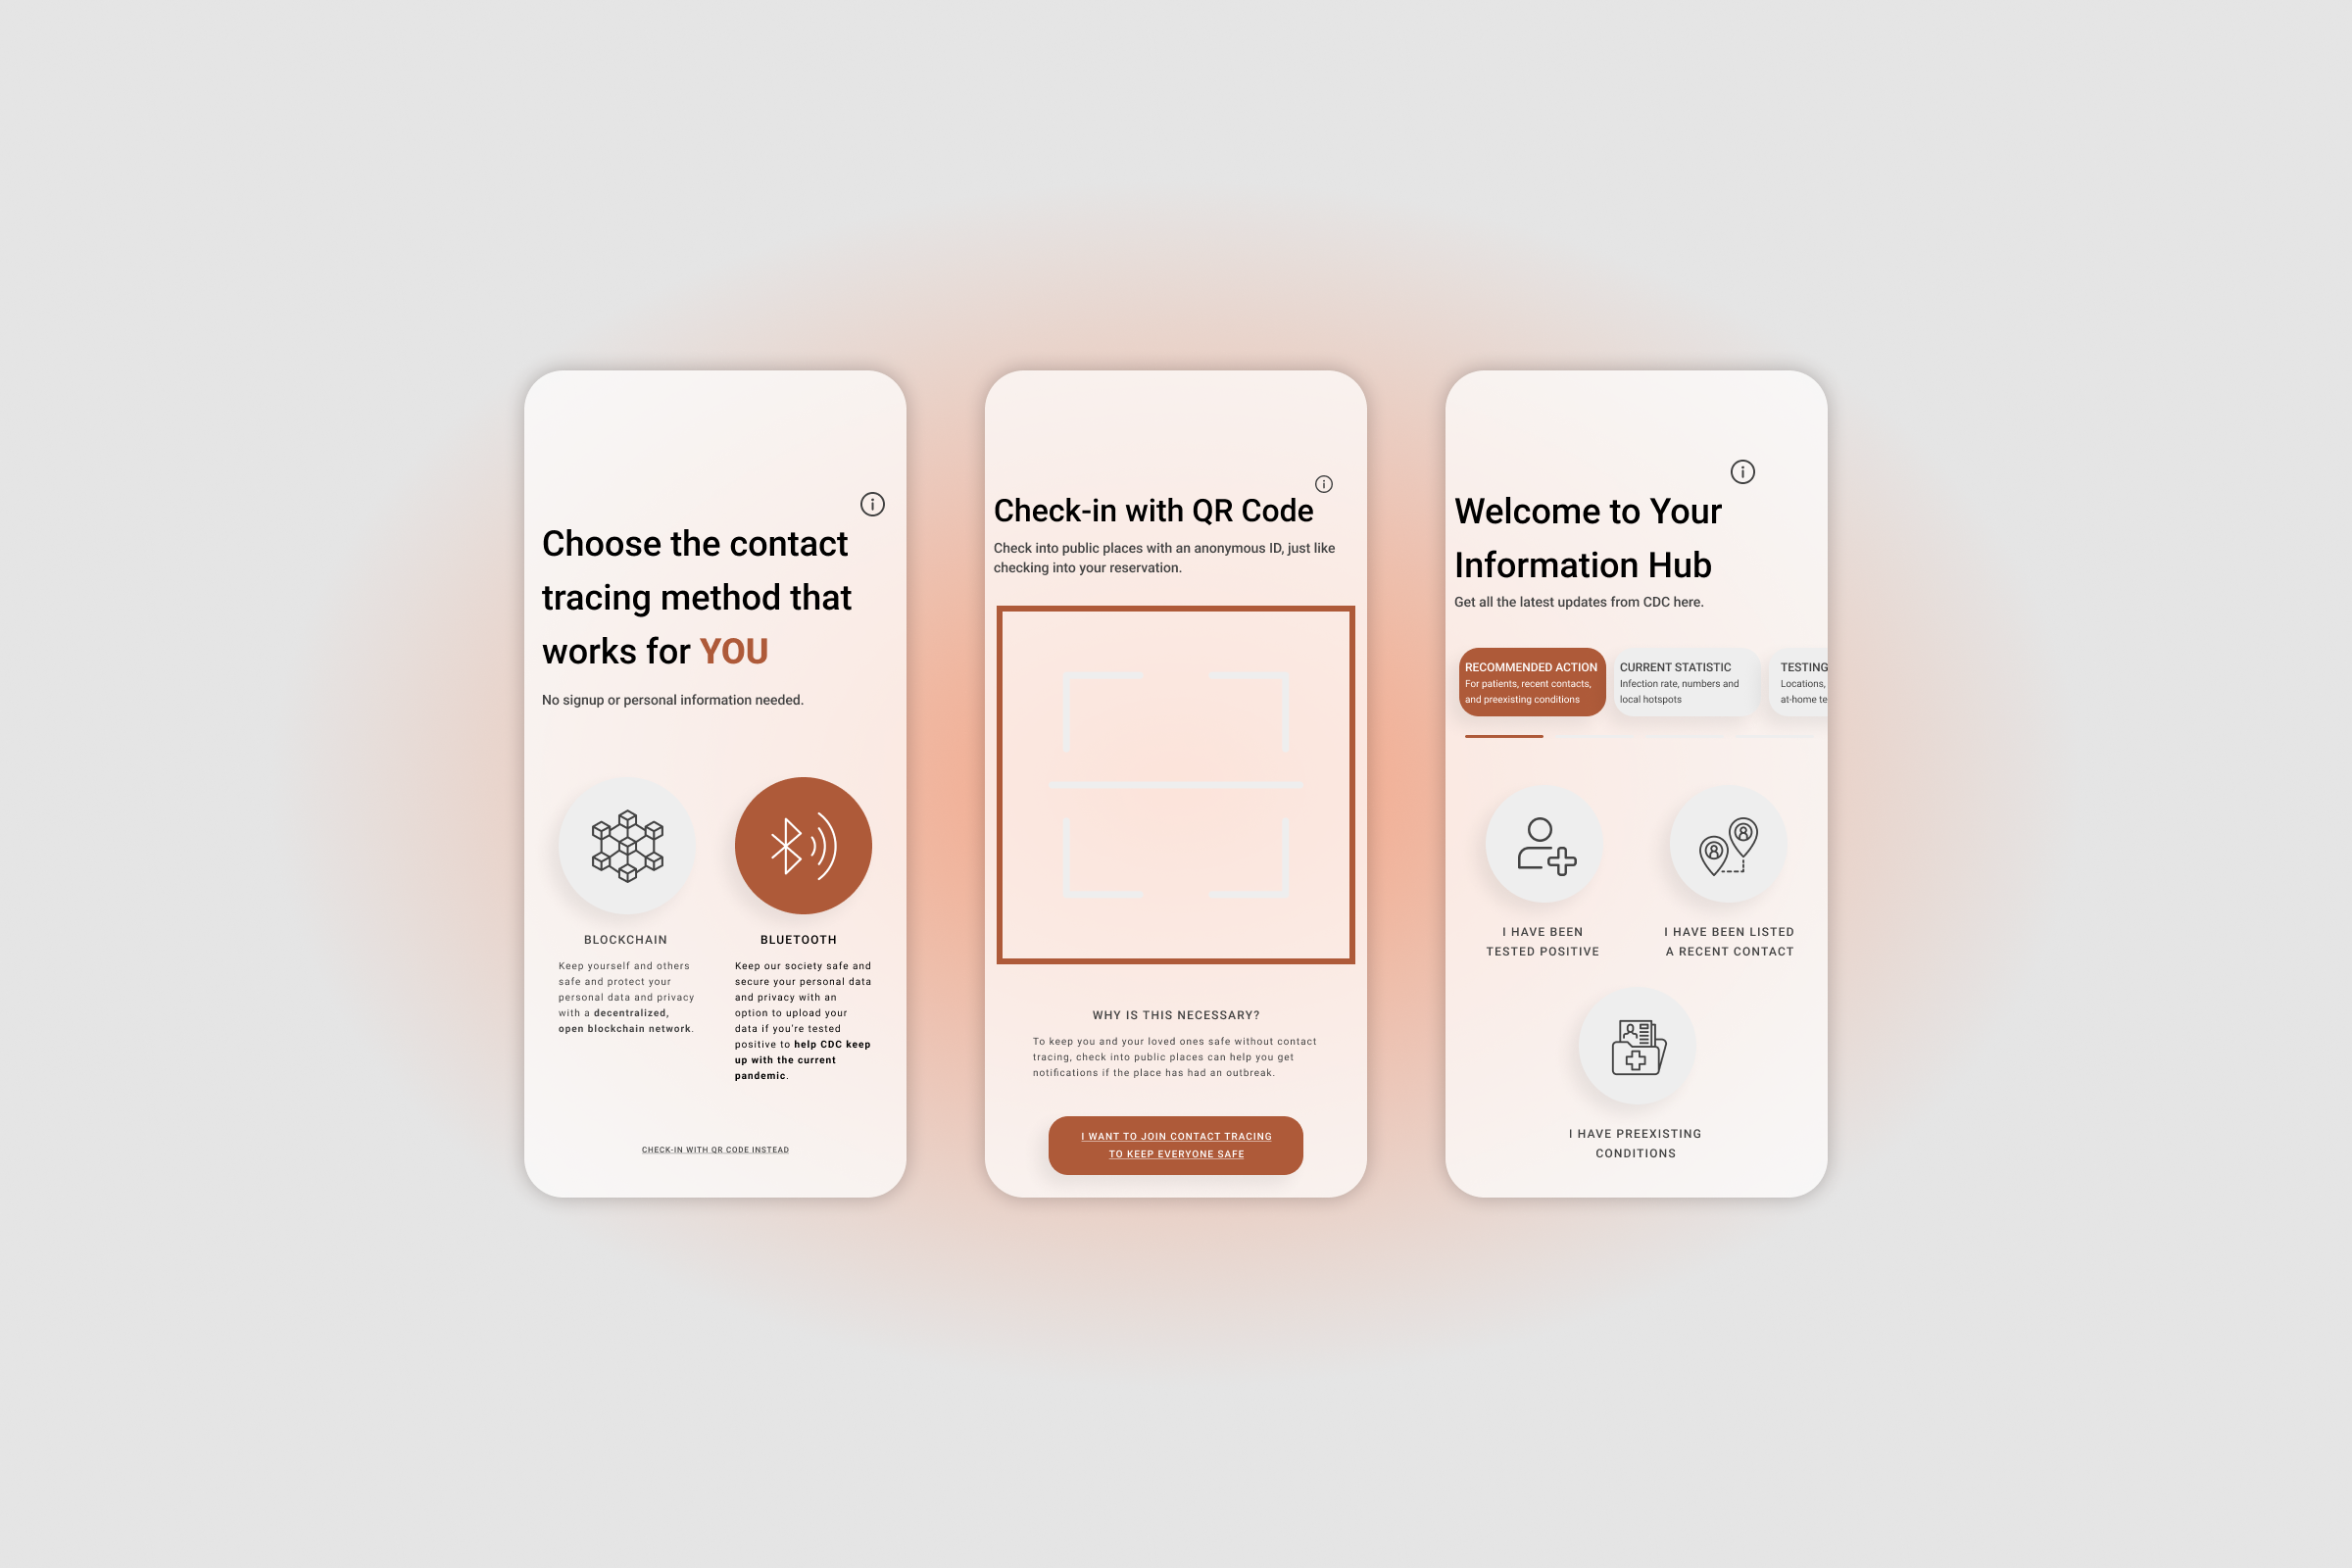 Choose the contact
tracing method that
works for YOU
No signup or personal information needed.
BLOCKCHAIN
Keep yourself and others
safe and protect your
personal data and privacy
with a decentralized,
open blockchain network.
BLUETOOTH
Keep our society safe and
secure your personal data
and privacy with an
option to upload your
data if you're tested
positive to help CDC keep
up with the current
pandemic.
CHECK-IN WITH QR CODE INSTEAD
Check-in with QR Code
Check into public places with an anonymous ID, just like
checking into your reservation.
WHY IS THIS NECESSARY?
To keep you and your loved ones safe without contact
tracing, check into public places can help you get
notifications if the place has had an outbreak.
I WANT TO JOIN CONTACT TRACING
TO KEEP EVERYONE SAFE
Welcome to Your
Information Hub
Get all the latest updates from CDC here.
RECOMMENDED ACTION
For patients, recent contacts,
and preexisting conditions
CURRENT STATISTIC
Infection rate, numbers and
local hotspots
TESTING
Locations,
at-home te
I HAVE BEEN
TESTED POSITIVE
I HAVE BEEN LISTED
A RECENT CONTACT
I HAVE PREEXISTING
CONDITIONS